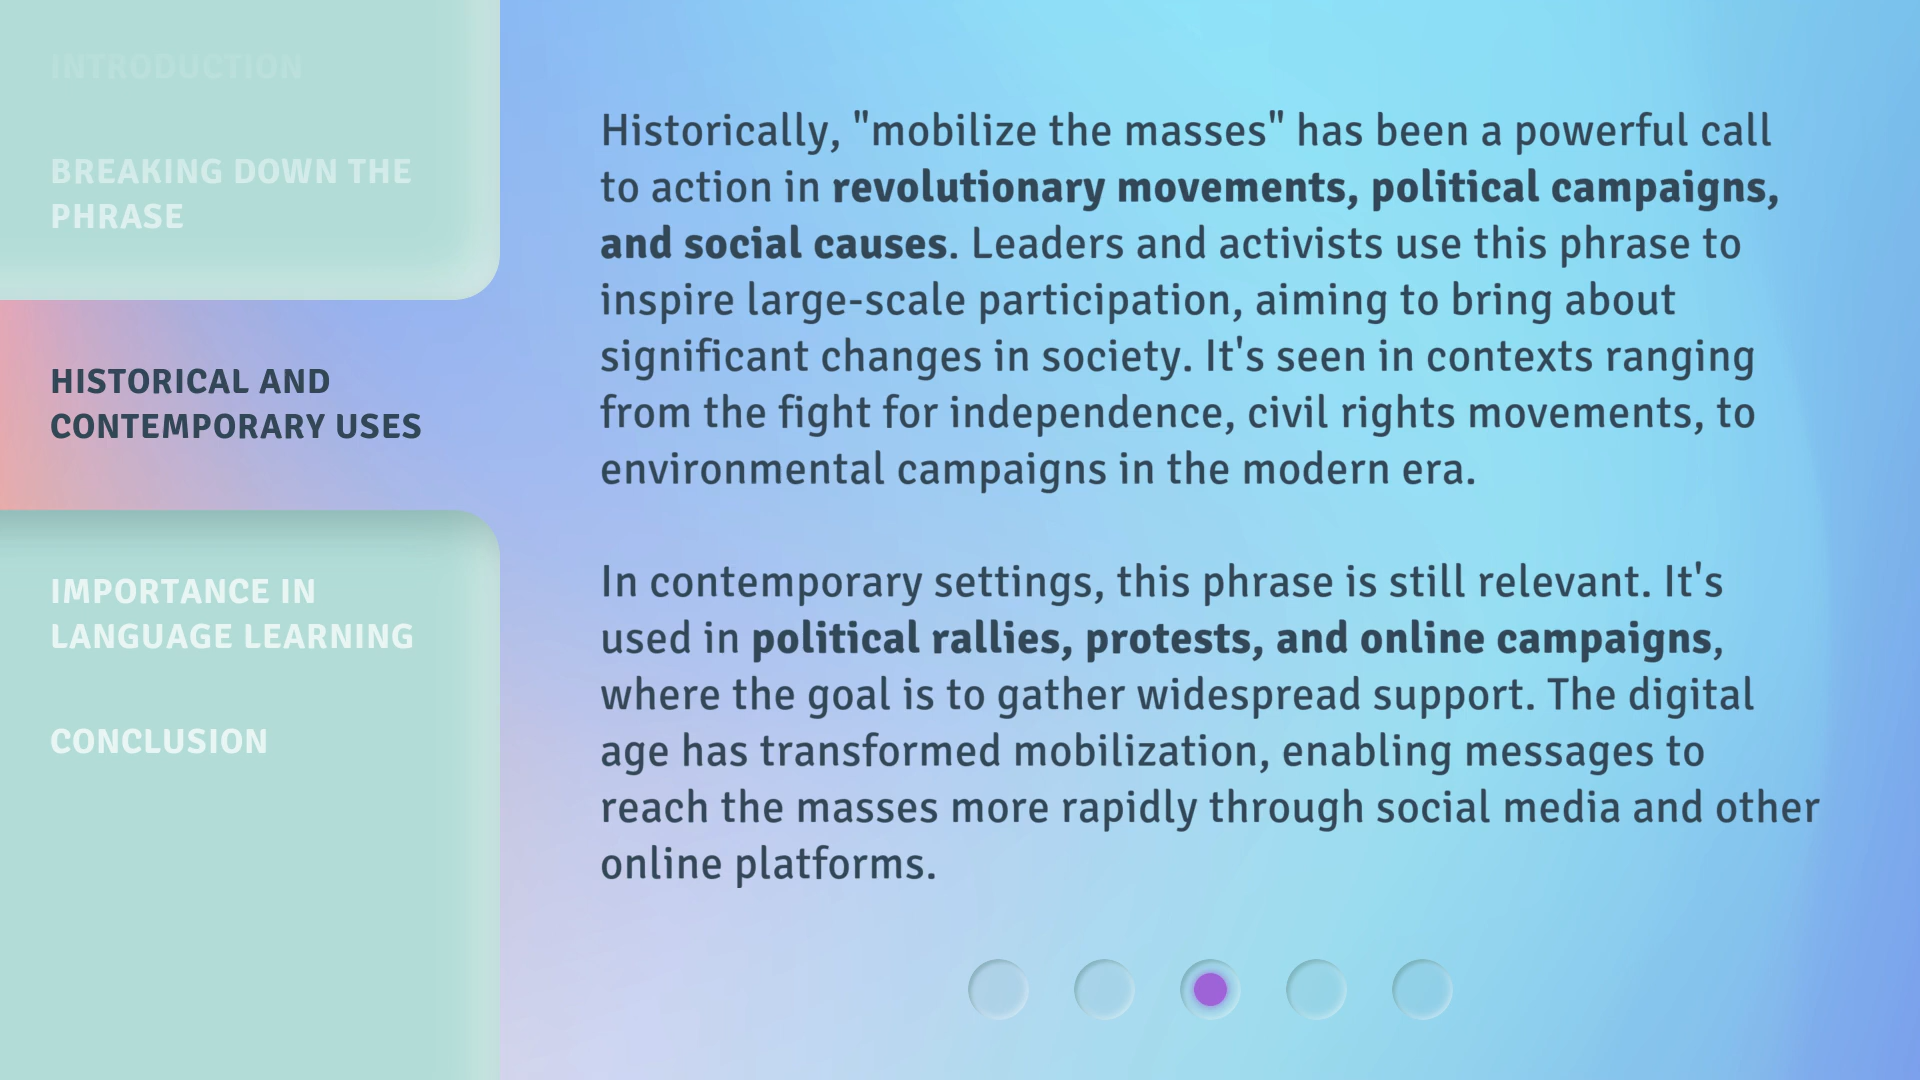 INTRODUCTION
BREAKING DOWN THE
PHRASE
HISTORICAL AND
CONTEMPORARY USES
IMPORTANCE IN
LANGUAGE LEARNING
CONCLUSION
Historically, "mobilize the masses" has been a powerful call
to action in revolutionary movements, political campaigns,
and social causes. Leaders and activists use this phrase to
inspire large-scale participation, aiming to bring about
significant changes in society. It's seen in contexts ranging
from the fight for independence, civil rights movements, to
environmental campaigns in the modern era.
In contemporary settings, this phrase is still relevant. It's
used in political rallies, protests, and online campaigns,
where the goal is to gather widespread support. The digital
age has transformed mobilization, enabling messages to
reach the masses more rapidly through social media and other
online platforms.